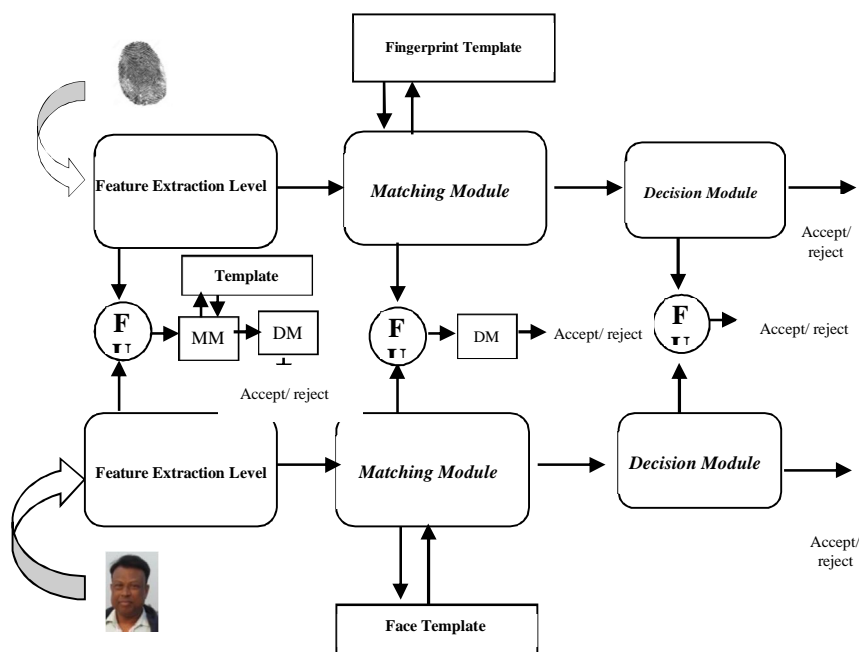 Fingerprint Template
Feature Extraction Level
Matching Module
Decision Module
Accept/
reject
Template
F
MM
DM
Accept/ reject
F
DM
Accept/ reject
F
Accept/ reject
Feature Extraction Level
Matching Module
Decision Module
Accept/
reject
Face Template